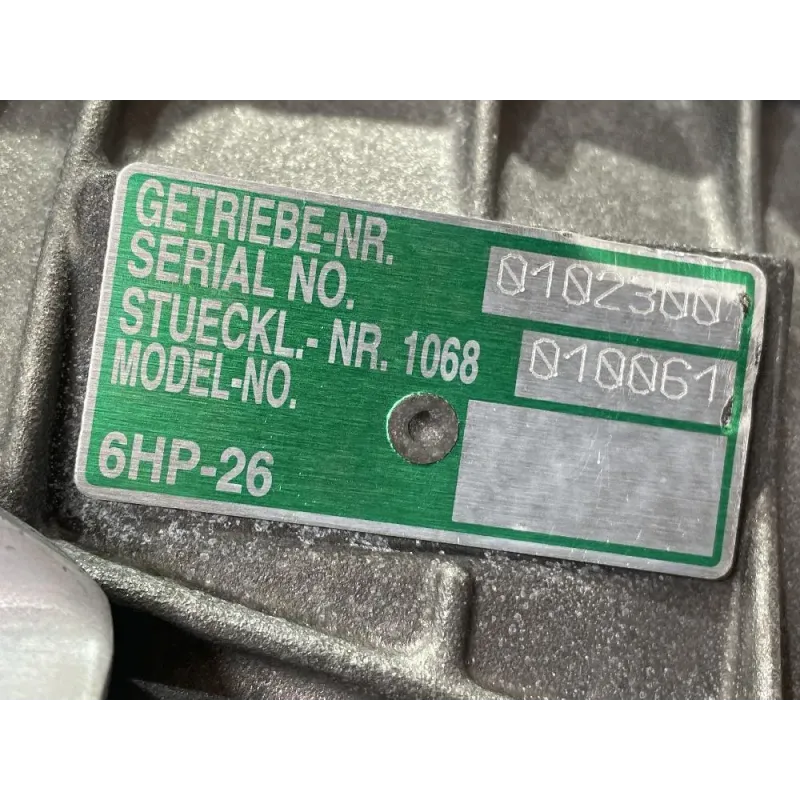 GETRIEBE-NR.
SERIAL NO. 0102300
STUECKL.- NR. 1068 010061
MODEL-NO.
6HP-26